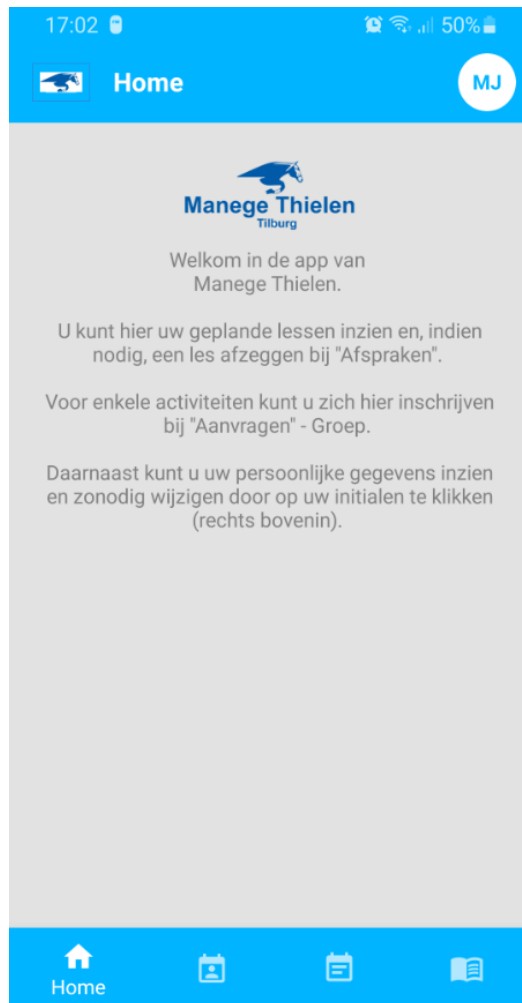 17:02 50%
Home MJ
Manege Thielen
Tilburg
Welkom in de app van
Manege Thielen.
U kunt hier uw geplande lessen inzien en, indien
nodig, een les afzeggen bij "Afspraken".
Voor enkele activiteiten kunt u zich hier inschrijven
bij "Aanvragen" - Groep.
Daarnaast kunt u uw persoonlijke gegevens inzien
en zonodig wijzigen door op uw initialen te klikken
(rechts bovenin).
Home